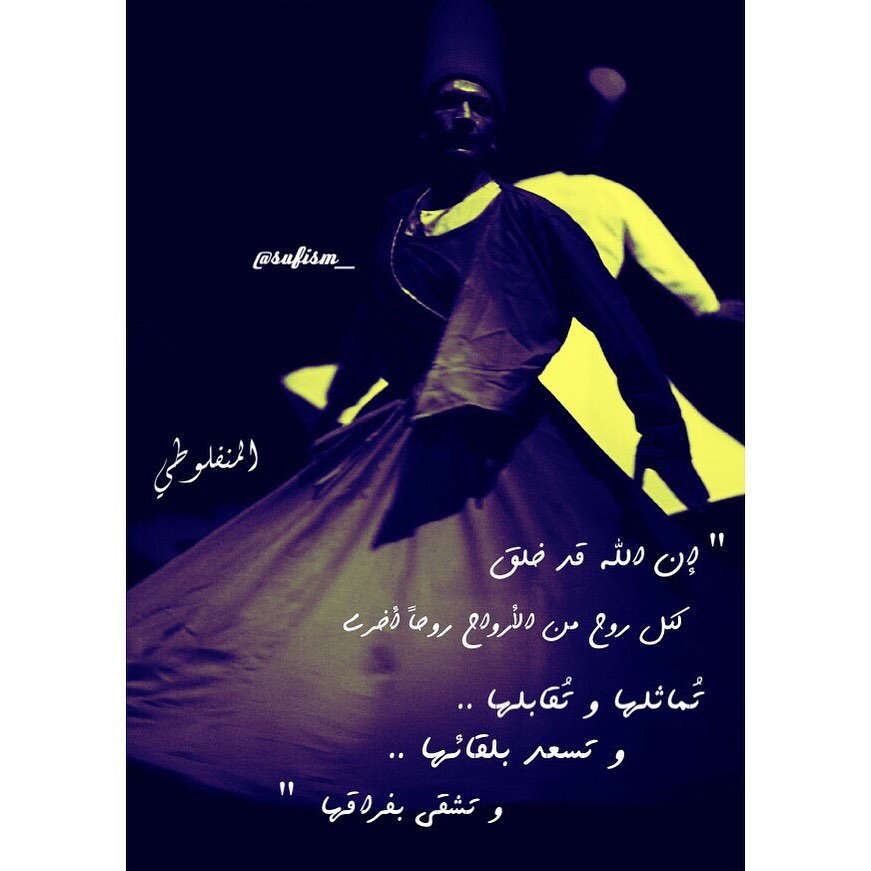 @sufism_
المنفلوطي
" إن الله قد خلق
لكل روح من الأرواح روحاً أخرى
تُماثلها و تُقابلها ..
و تسعد بلقائها ..
و تشقى بفراقها "